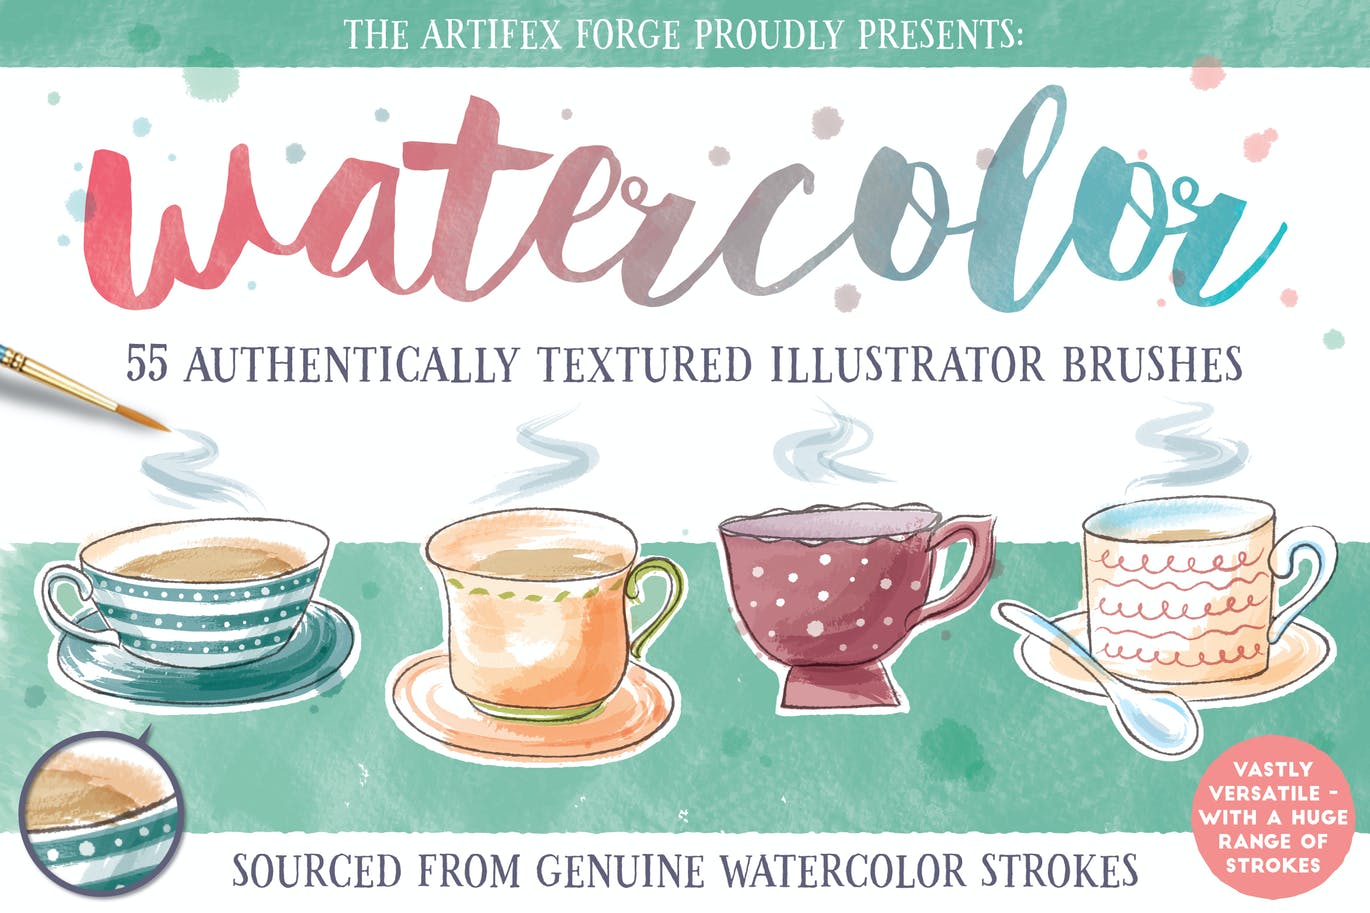 THE ARTIFEX FORGE PROUDLY PRESENTS:
watercolor
55 AUTHENTICALLY TEXTURED ILLUSTRATOR BRUSHES
VASTLY
VERSATILE -
WITH A HUGE
RANGE OF
STROKES
SOURCED FROM GENUINE WATERCOLOR STROKES